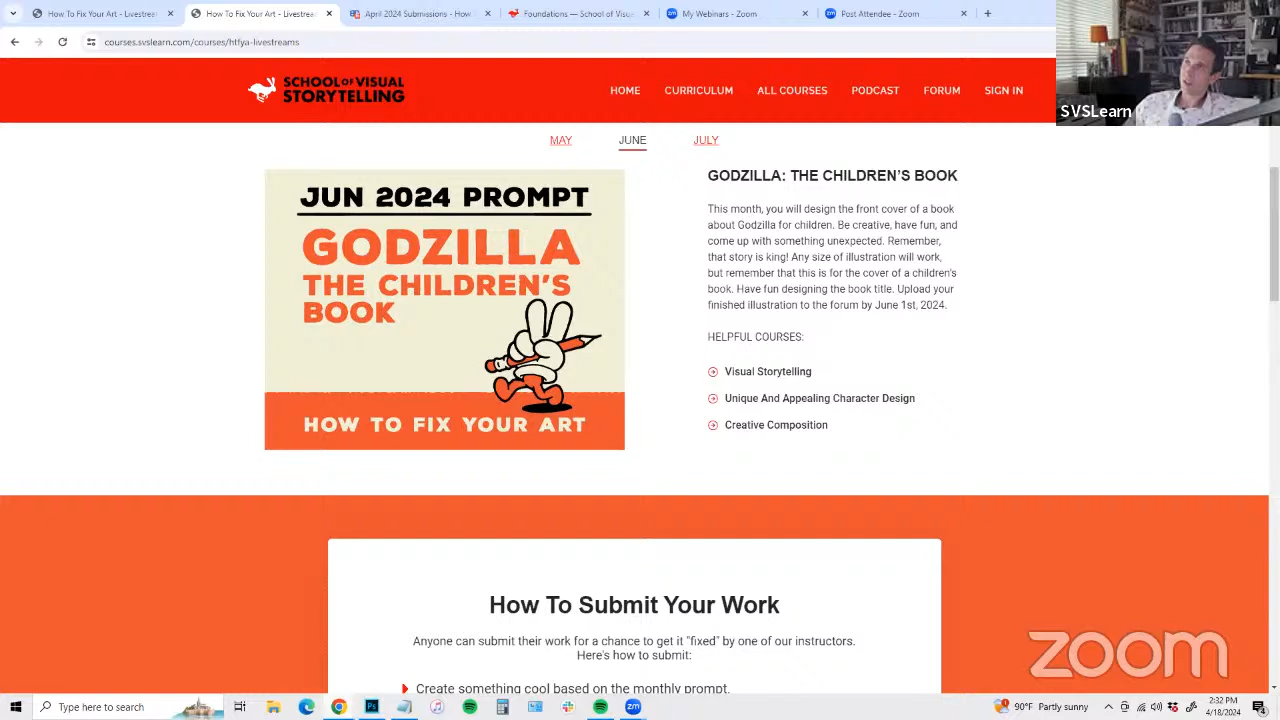 How To Fix Your Art - Livestreams
How To Fix Your Art - Livestreams
April 2024 Submissions - How
Foundations — School of Visual S
My Webinars - Zoom
Post Attendee - Zoom
courses.svslearn.com/courses/htfya-livestreams
SCHOOL OF VISUAL
STORYTELLING
HOME
CURRICULUM
ALL COURSES
PODCAST
FORUM
SIGN IN
SVSLearn
MAY
JUNE
JULY
JUN 2024 PROMPT
GODZILLA
THE CHILDREN'S
BOOK
HOW TO FIX YOUR ART
GODZILLA: THE CHILDREN'S BOOK
This month, you will design the front cover of a book
about Godzilla for children. Be creative, have fun, and
come up with something unexpected. Remember,
that story is king! Any size of illustration will work,
but remember that this is for the cover of a children's
book. Have fun designing the book title. Upload your
finished illustration to the forum by June 1st, 2024.
HELPFUL COURSES:
Visual Storytelling
Unique And Appealing Character Design
Creative Composition
How To Submit Your Work
Anyone can submit their work for a chance to get it "fixed" by one of our instructors.
Here's how to submit:
Create something cool based on the monthly prompt.
zoom
Type here to search
90°F Partly sunny
2:32 PM
4/18/2024